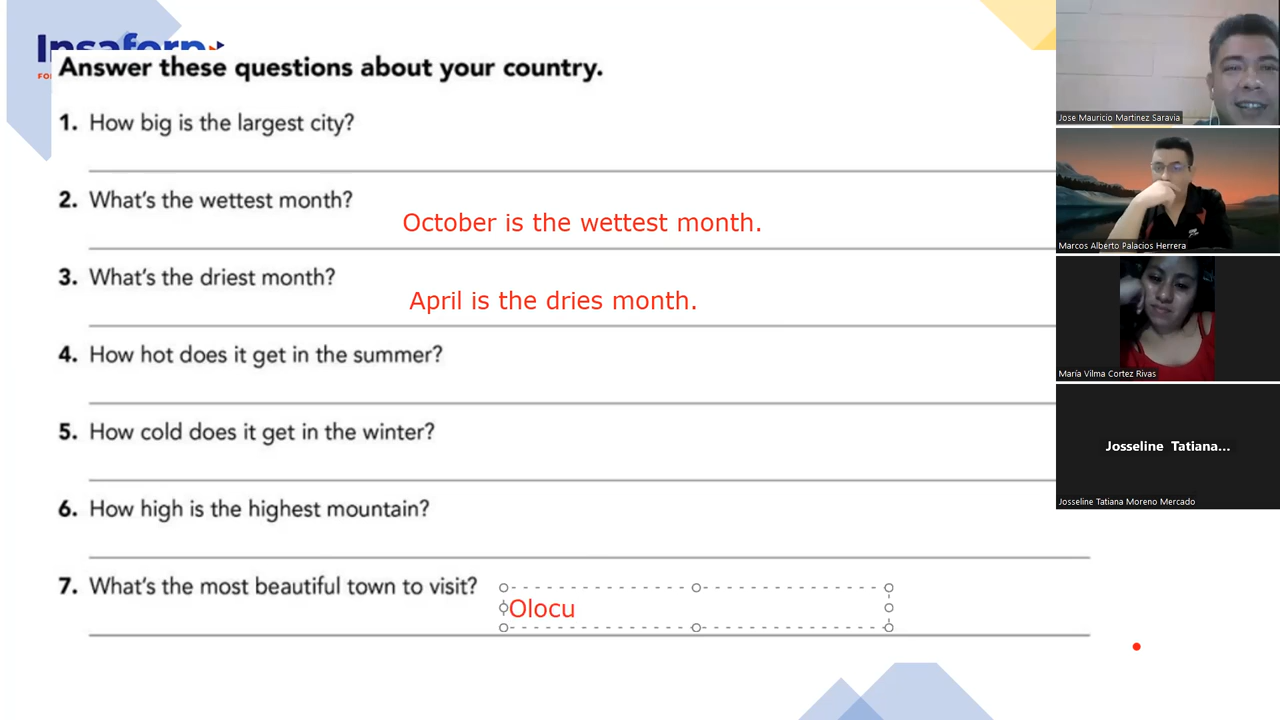 Insaforp
FO
Answer these questions about your country.
1. How big is the largest city?
2. What's the wettest month?
October is the wettest month.
3. What's the driest month?
April is the dries month.
4. How hot does it get in the summer?
5. How cold does it get in the winter?
6. How high is the highest mountain?
7. What's the most beautiful town to visit?
Olocu
Jose Mauricio Martinez Saravia
Marcos Alberto Palacios Herrera
María Vilma Cortez Rivas
Josseline Tatiana...
Josseline Tatiana Moreno Mercado